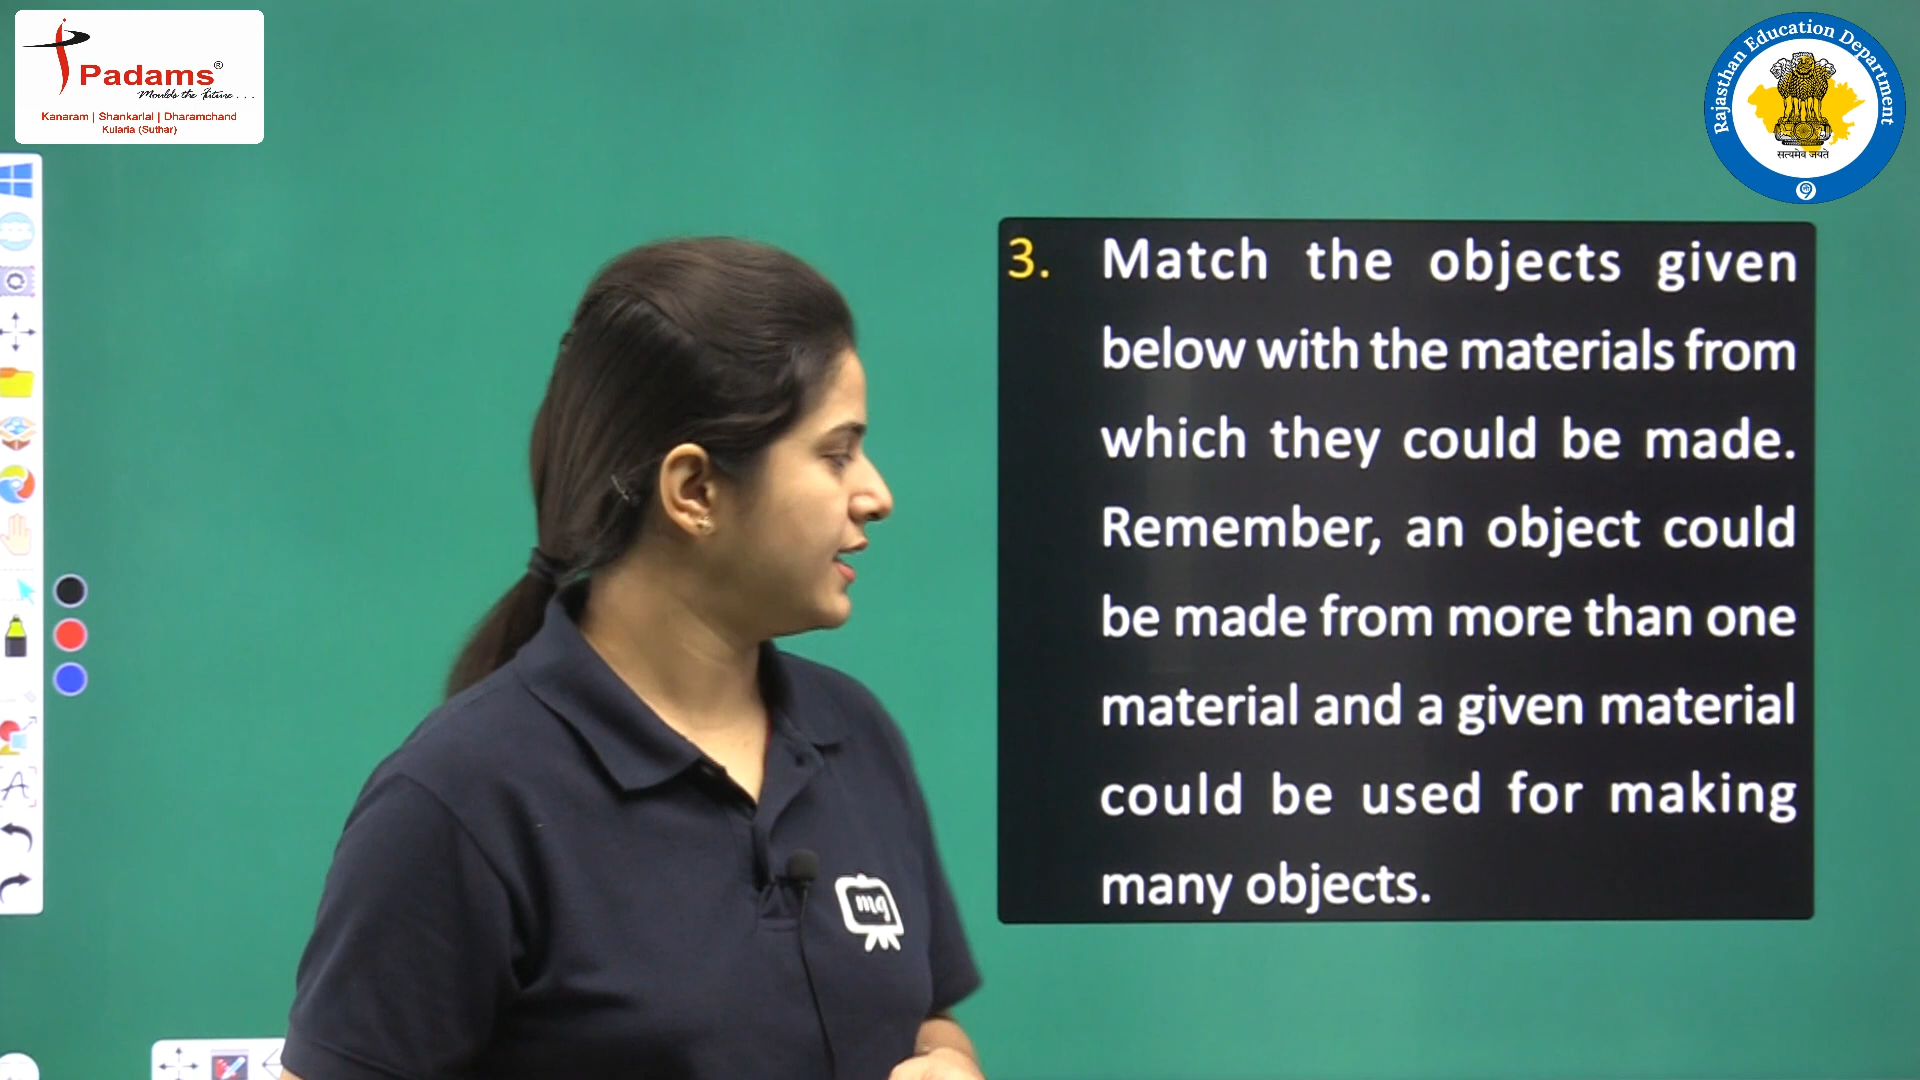 Padams®
Moulds the Future . . .
Kanaram | Shankarlal | Dharamchand
Kularia (Suthar)
Rajasthan Education Department
सत्यमेव जयते
3. Match the objects given
below with the materials from
which they could be made.
Remember, an object could
be made from more than one
material and a given material
could be used for making
many objects.
mg
A